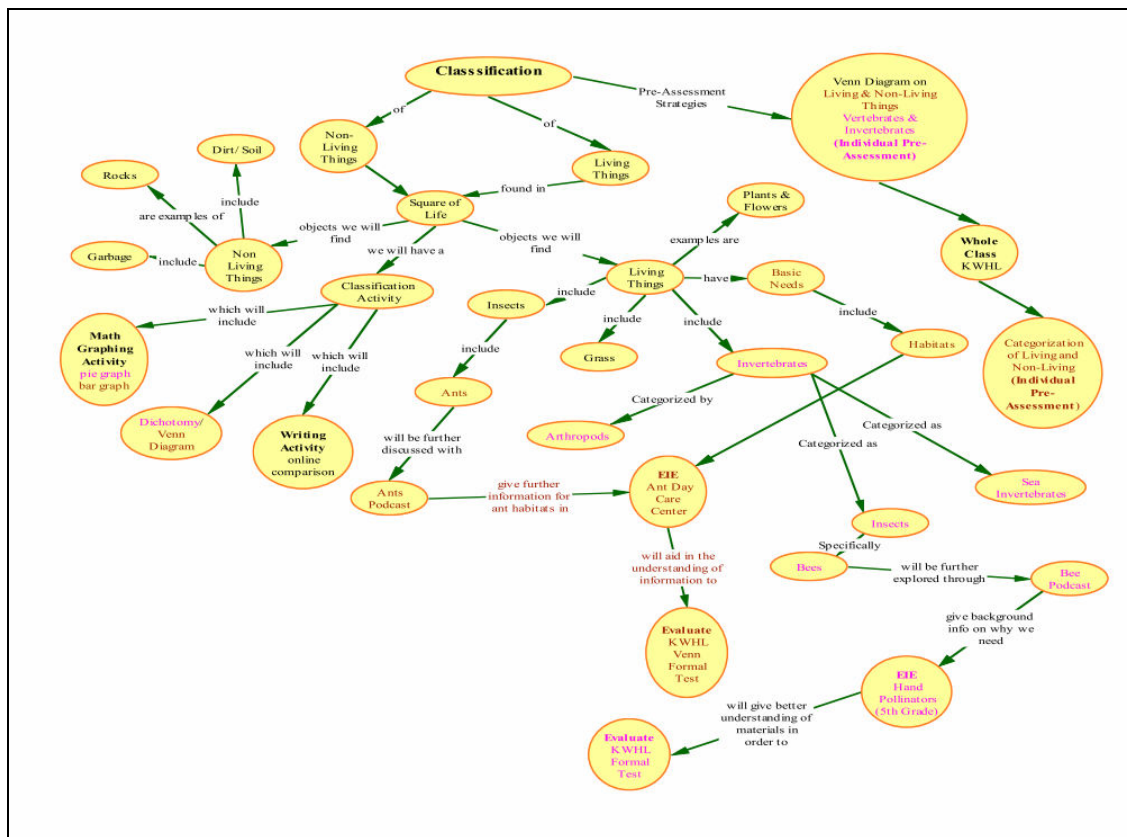 Classsification
Pre-Assessment
Strategies
Venn Diagram on
Living & Non-Living
Things
Vertebrates &
Invertebrates
(Individual Pre-
Assessment)
of
of
Non-
Living
Things
Living
Things
Dirt/ Soil
Rocks
include
are examples of
found in
Square of
Life
Plants &
Flowers
objects we will
find
we will have a
objects we will
find
examples are
Garbage
include
Non
Living
Things
Whole
Class
KWHL
Living
Things
have
Basic
Needs
Classification
Activity
Insects
include
include
include
include
which will
include
Math
Graphing
Activity
pie graph
bar graph
which will
include
which will
include
include
Grass
Habitats
Invertebrates
Categorization
of Living and
Non-Living
(Individual
Pre-
Assessment)
Ants
Categorized by
Arthropods
Categorized as
Categorized as
Dichotomy/
Venn
Diagram
Writing
Activity
online
comparison
will be further
discussed with
Ants
Podcast
give further
information for
ant habitats in
EIE
Ant Day
Care
Center
Sea
Invertebrates
Insects
Specifically
Bees
will be further
explored through
Bee
Podcast
will aid in the
understanding of
information to
give background
info on why we
need
Evaluate
KWHL
Venn
Formal
Test
EIE
Hand
Pollinators
(5th Grade)
will give better
understanding of
materials in
order to
Evaluate
KWHL
Formal
Test